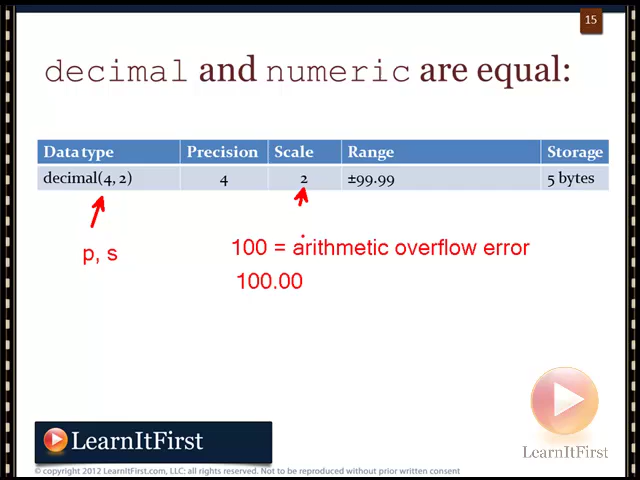 15
decimal and numeric are equal:
Data type Precision Scale Range Storage
decimal(4, 2) 4 2 ±99.99 5 bytes
p, s
100 = arithmetic overflow error
100.00
LearnItFirst
LearnItFirst
© copyright 2012 LearnItFirst.com, LLC: all rights reserved. Not to be reproduced without prior written consent